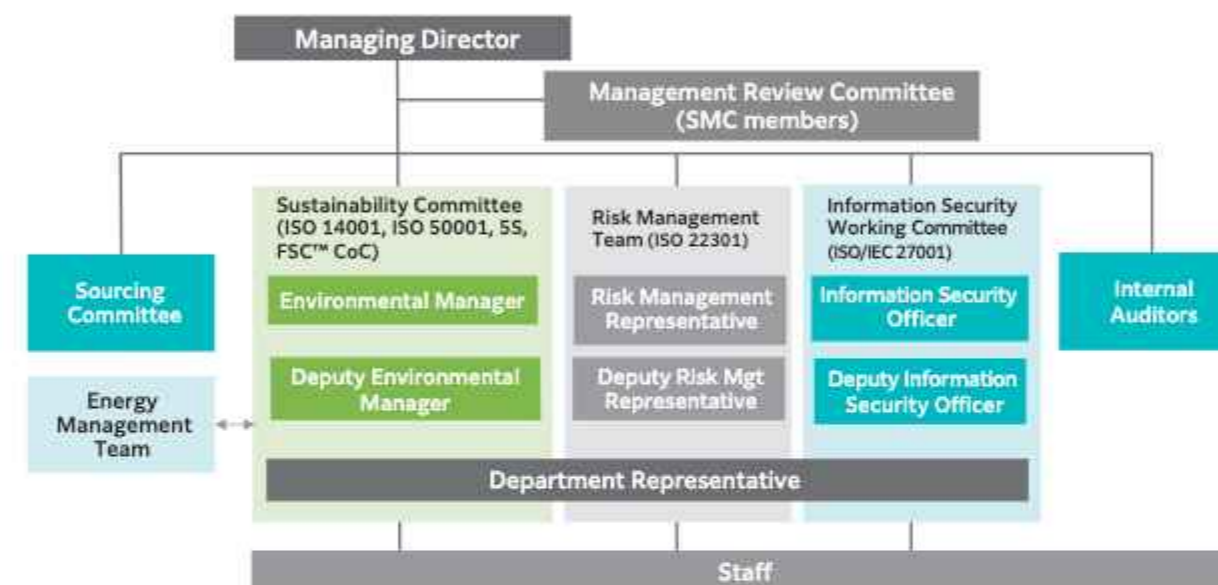 Managing Director
Management Review Committee
(SMC members)
Sustainability Committee
(ISO 14001, ISO 50001, 5S,
FSC™ CoC)
Risk Management
Team (ISO 22301)
Information Security
Working Committee
(ISO/IEC 27001)
Sourcing
Committee
Environmental Manager
Risk Management
Representative
Information Security
Officer
Internal
Auditors
Deputy Environmental
Manager
Deputy Risk Mgt
Representative
Deputy Information
Security Officer
Energy
Management
Team
Department Representative
Staff